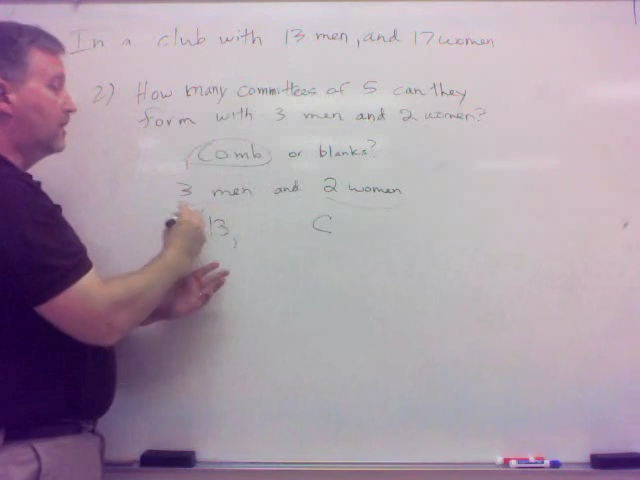 In a club with 13 men, and 17 women
2) How many committees of 5 can they
form with 3 men and 2 women?
Comb or blanks?
3 men and 2 women
13, C